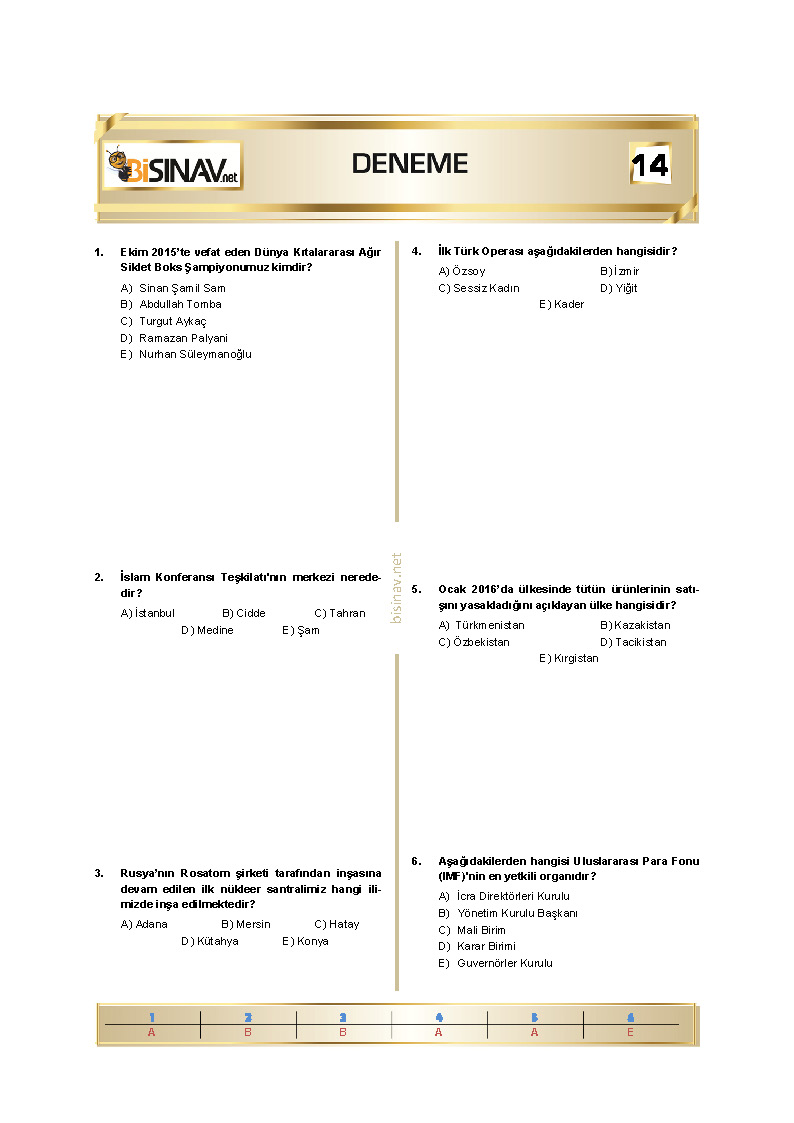 BiSINAV.net
DENEME
14
1. Ekim 2015'te vefat eden Dünya Kıtalararası Ağır
Siklet Boks Şampiyonumuz kimdir?
A) Sinan Şamil Sam
B) Abdullah Tomba
C) Turgut Aykaç
D) Ramazan Palyani
E) Nurhan Süleymanoğlu
2. İslam Konferansı Teşkilatı'nın merkezi nerede-
dir?
A) İstanbul B) Cidde C) Tahran
D) Medine E) Şam
3. Rusya'nın Rosatom şirketi tarafından inşasına
devam edilen ilk nükleer santralimiz hangi ili-
mizde inşa edilmektedir?
A) Adana B) Mersin C) Hatay
D) Kütahya E) Konya
bisinav.net
4. İlk Türk Operası aşağıdakilerden hangisidir?
A) Özsoy B) İzmir
C) Sessiz Kadın D) Yiğit
E) Kader
5. Ocak 2016'da ülkesinde tütün ürünlerinin satı-
şını yasakladığını açıklayan ülke hangisidir?
A) Türkmenistan B) Kazakistan
C) Özbekistan D) Tacikistan
E) Kırgistan
6. Aşağıdakilerden hangisi Uluslararası Para Fonu
(IMF)'nin en yetkili organıdır?
A) İcra Direktörleri Kurulu
B) Yönetim Kurulu Başkanı
C) Mali Birim
D) Karar Birimi
E) Guvernörler Kurulu
1 2 3 4 5 6
A B B A A E